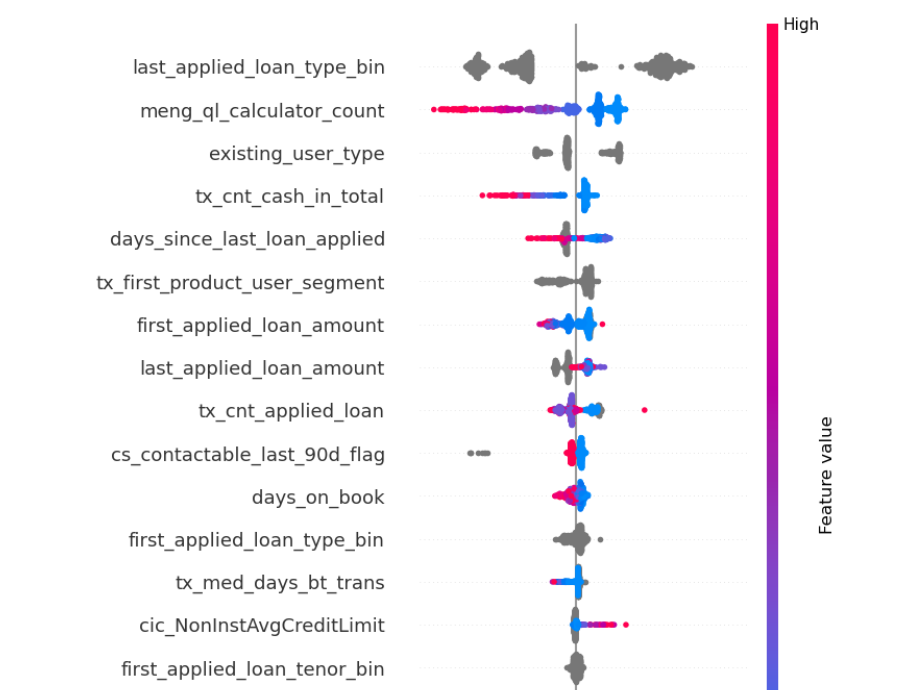 High
last_applied_loan_type_bin
meng_ql_calculator_count
existing_user_type
tx_cnt_cash_in_total
days_since_last_loan_applied
tx_first_product_user_segment
first_applied_loan_amount
last_applied_loan_amount
tx_cnt_applied_loan
cs_contactable_last_90d_flag
days_on_book
first_applied_loan_type_bin
tx_med_days_bt_trans
cic_NonInstAvgCreditLimit
first_applied_loan_tenor_bin
Feature value